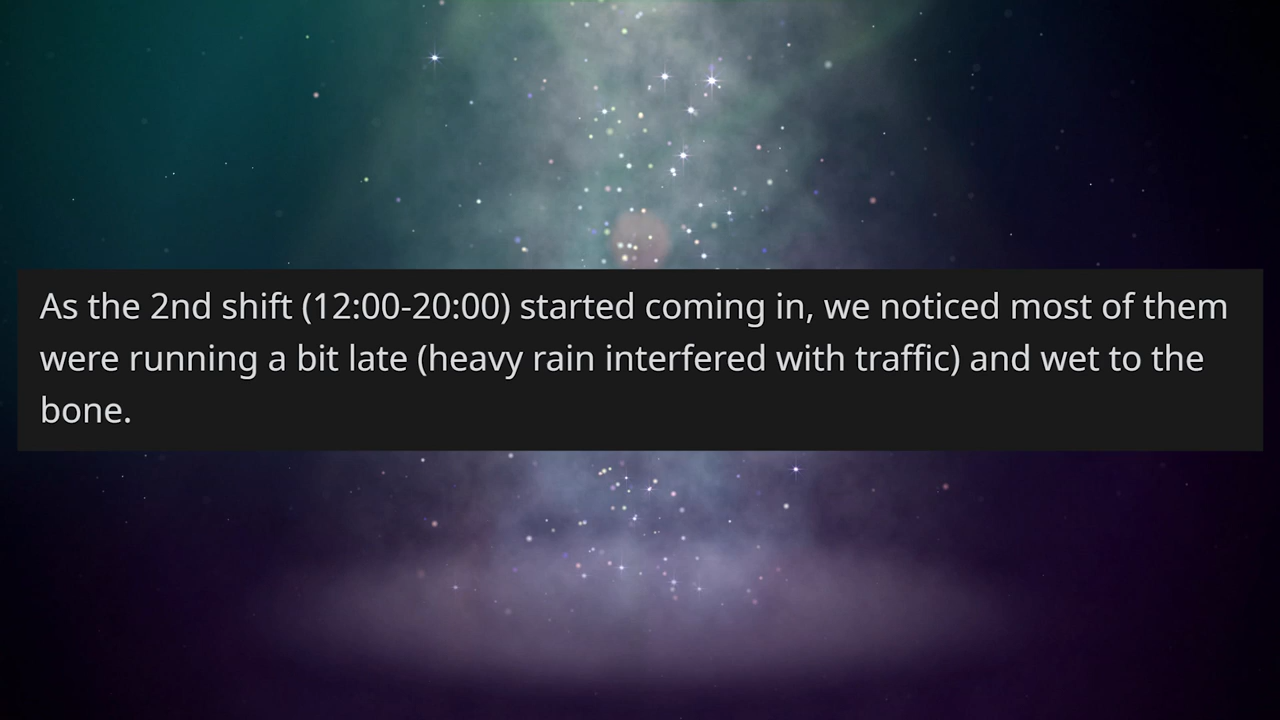 As the 2nd shift (12:00-20:00) started coming in, we noticed most of them
were running a bit late (heavy rain interfered with traffic) and wet to the
bone.